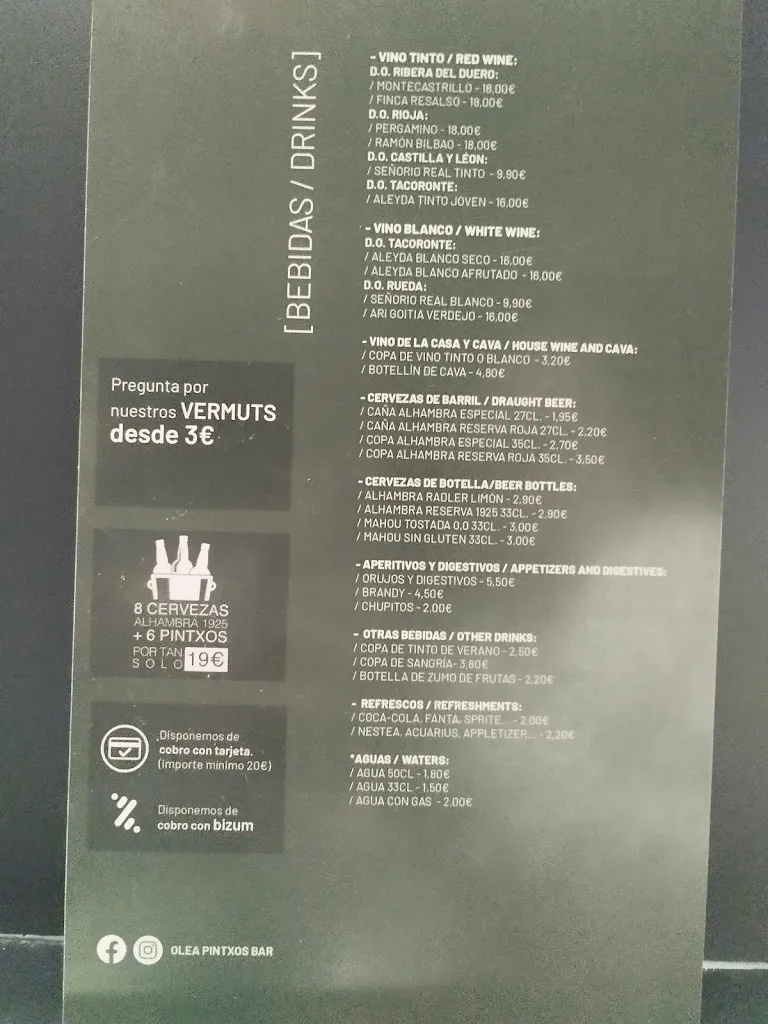 [BEBIDAS / DRINKS]
- VINO TINTO / RED WINE:
D.O. RIBERA DEL DUERO:
/ MONTECASTRILLO - 18,00€
/ FINCA RESALSO - 18,00€
D.O. RIOJA:
/ PERGAMINO - 18,00€
/ RAMÓN BILBAO - 18,00€
D.O. CASTILLA Y LÉON:
/ SEÑORIO REAL TINTO - 9,90€
D.O. TACORONTE:
/ ALEYDA TINTO JOVEN - 16,00€
- VINO BLANCO / WHITE WINE:
D.O. TACORONTE:
/ ALEYDA BLANCO SECO - 16,00€
/ ALEYDA BLANCO AFRUTADO - 16,00€
D.O. RUEDA:
/ SEÑORIO REAL BLANCO - 9,90€
/ ARI GOITIA VERDEJO - 16,00€
- VINO DE LA CASA Y CAVA / HOUSE WINE AND CAVA:
/ COPA DE VINO TINTO O BLANCO - 3,20€
/ BOTELLÍN DE CAVA - 4,80€
- CERVEZAS DE BARRIL / DRAUGHT BEER:
/ CAÑA ALHAMBRA ESPECIAL 27CL. - 1,95€
/ CAÑA ALHAMBRA RESERVA ROJA 27CL. - 2,20€
/ COPA ALHAMBRA ESPECIAL 35CL. - 2,70€
/ COPA ALHAMBRA RESERVA ROJA 35CL. - 3,50€
- CERVEZAS DE BOTELLA/BEER BOTTLES:
/ ALHAMBRA RADLER LIMÓN - 2,90€
/ ALHAMBRA RESERVA 1925 33CL. - 2,90€
/ MAHOU TOSTADA 0,0 33CL. - 3,00€
/ MAHOU SIN GLUTEN 33CL. - 3,00€
- APERITIVOS Y DIGESTIVOS / APPETIZERS AND DIGESTIVES:
/ ORUJOS Y DIGESTIVOS - 5,50€
/ BRANDY - 4,50€
/ CHUPITOS - 2,00€
- OTRAS BEBIDAS / OTHER DRINKS:
/ COPA DE TINTO DE VERANO - 2,50€
/ COPA DE SANGRÍA- 3,80€
/ BOTELLA DE ZUMO DE FRUTAS - 2,20€
- REFRESCOS / REFRESHMENTS:
/ COCA-COLA, FANTA, SPRITE... - 2,00€
/ NESTEA, ACUARIUS, APPLETIZER... - 2,20€
*AGUAS / WATERS:
/ AGUA 50CL - 1,80€
/ AGUA 33CL - 1,50€
/ AGUA CON GAS - 2,00€
Pregunta por
nuestros VERMUTS
desde 3€
8 CERVEZAS
ALHAMBRA 1925
+ 6 PINTXOS
POR TAN
SOLO 19€
Disponemos de
cobro con tarjeta.
(importe mínimo 20€)
Disponemos de
cobro con bizum
OLEA PINTXOS BAR